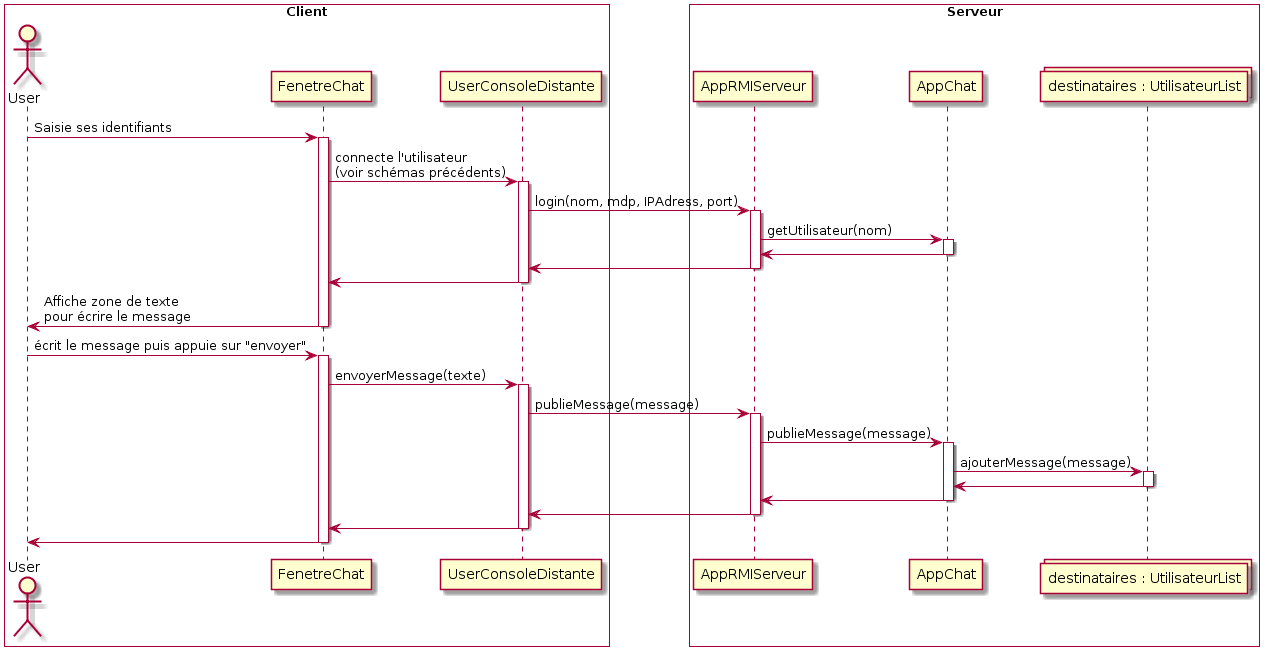 Client
Serveur
User
FenetreChat
UserConsoleDistante
AppRMIServeur
AppChat
destinataires : UtilisateurList
Saisie ses identifiants
connecte l'utilisateur
(voir schémas précédents)
login(nom, mdp, IPAdress, port)
getUtilisateur(nom)
Affiche zone de texte
pour écrire le message
écrit le message puis appuie sur "envoyer"
envoyerMessage(texte)
publieMessage(message)
publieMessage(message)
ajouterMessage(message)
User
FenetreChat
UserConsoleDistante
AppRMIServeur
AppChat
destinataires : UtilisateurList